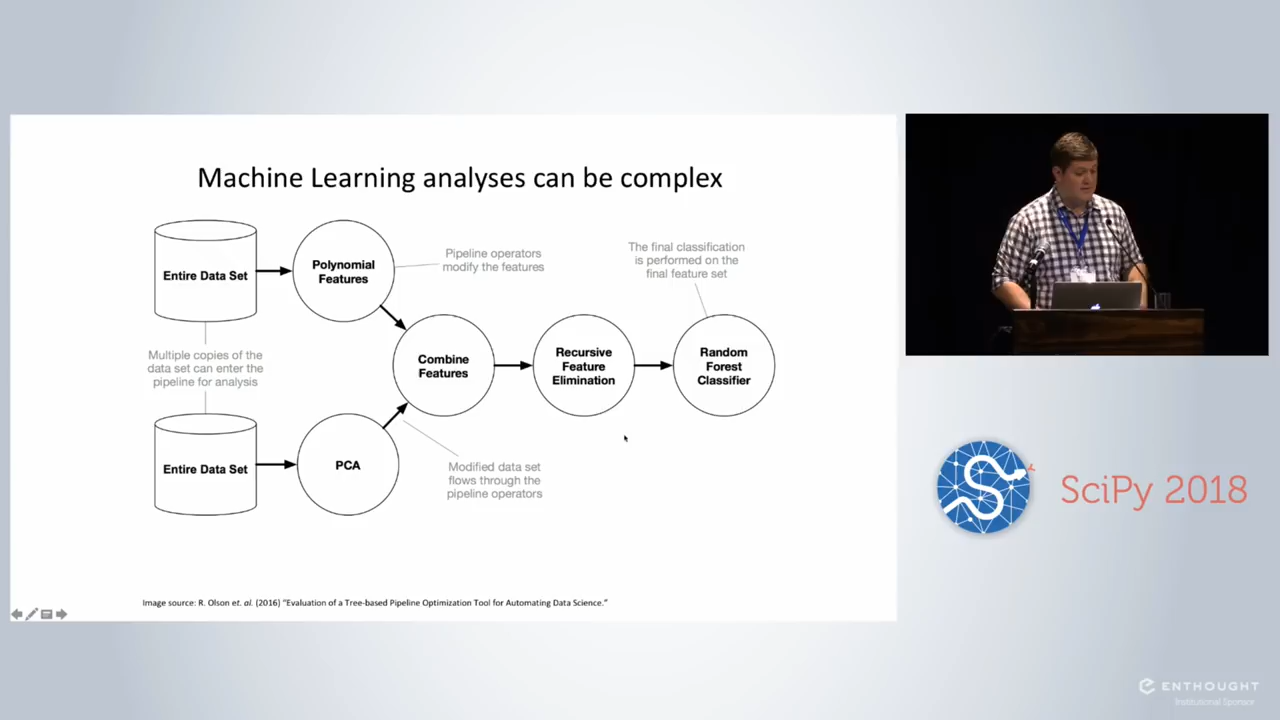 Machine Learning analyses can be complex
Entire Data Set
Polynomial
Features
Pipeline operators
modify the features
The final classification
is performed on the
final feature set
Multiple copies of the
data set can enter the
pipeline for analysis
Combine
Features
Recursive
Feature
Elimination
Random
Forest
Classifier
Entire Data Set
PCA
Modified data set
flows through the
pipeline operators
Image source: R. Olson et. al. (2016) “Evaluation of a Tree-based Pipeline Optimization Tool for Automating Data Science.”
SciPy 2018
ENTHOUGHT
Institutional Sponsor